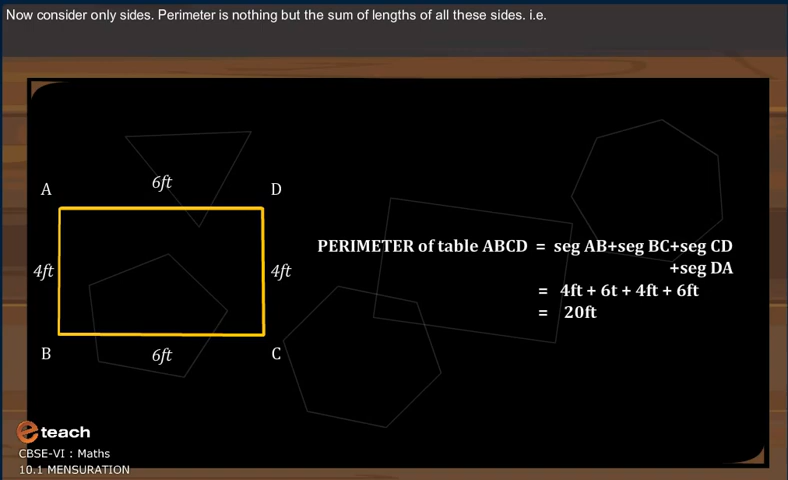 Now consider only sides. Perimeter is nothing but the sum of lengths of all these sides. i.e.
6ft
A D
4ft 4ft
B C
6ft
PERIMETER of table ABCD = seg AB+seg BC+seg CD
+seg DA
= 4ft + 6t + 4ft + 6ft
= 20ft
e teach
CBSE-VI : Maths
10.1 MENSURATION